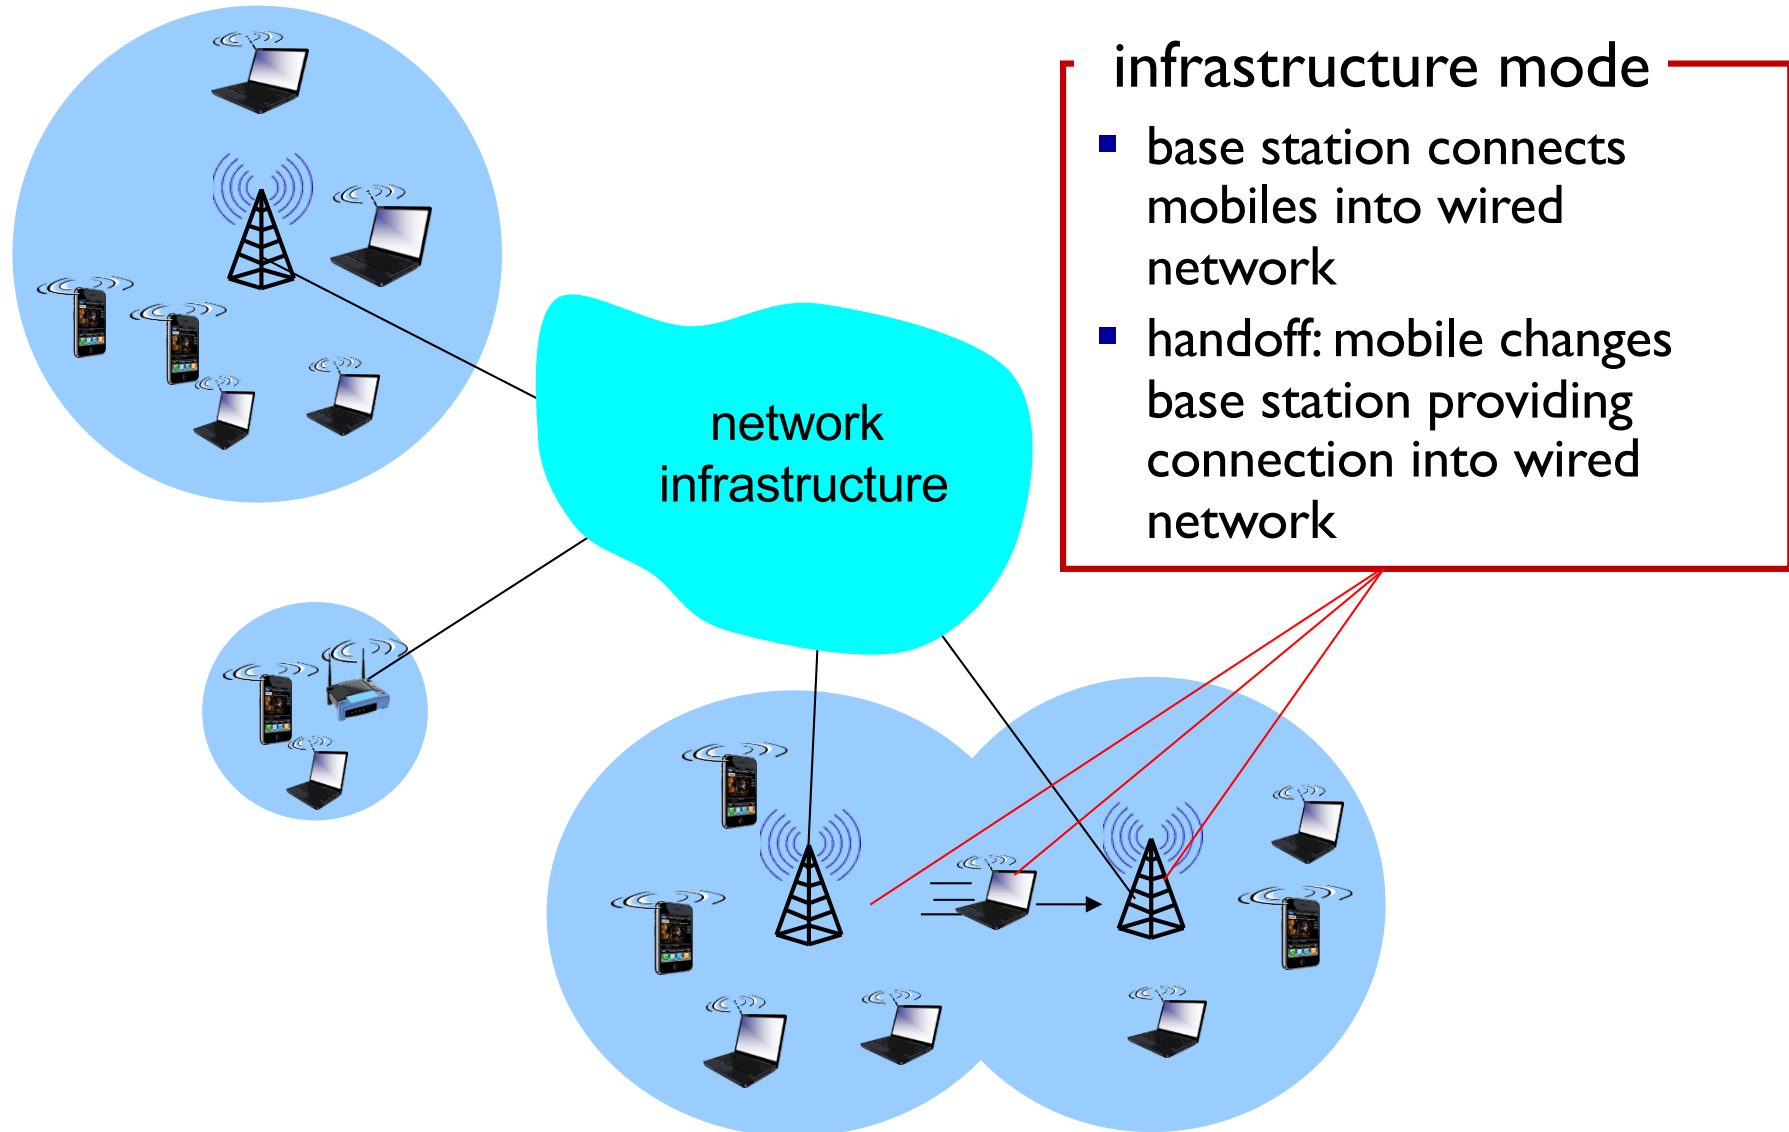 infrastructure mode
▪ base station connects
mobiles into wired
network
▪ handoff: mobile changes
base station providing
connection into wired
network
network
infrastructure